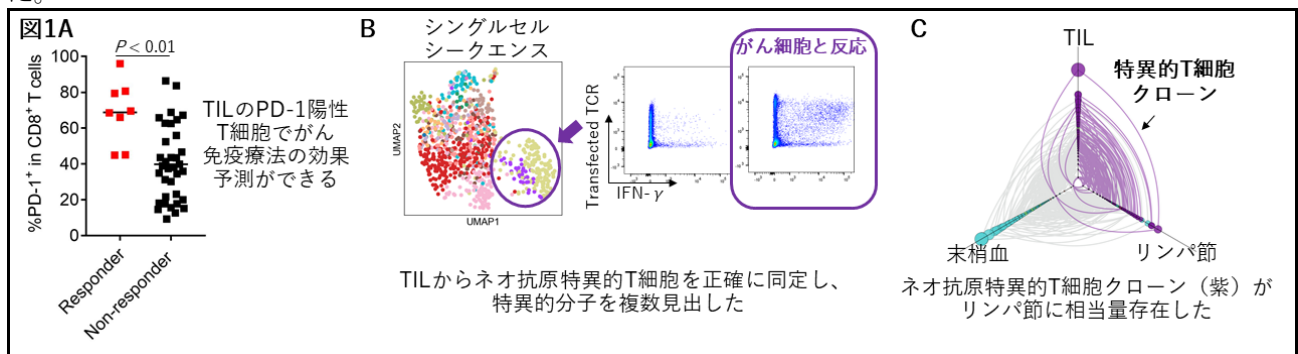 た。
図1A
P < 0.01
%PD-1+ in CD8+ T cells
100
80
60
40
20
0
Responder
Non-responder
TILのPD-1陽性
T細胞でがん
免疫療法の効果
予測ができる
B
シングルセル
シークエンス
UMAP2
UMAP1
Transfected TCR
IFN-γ
がん細胞と反応
TILからネオ抗原特異的T細胞を正確に同定し、
特異的分子を複数見出した
C
TIL
特異的T細胞
クローン
末梢血
リンパ節
ネオ抗原特異的T細胞クローン（紫）が
リンパ節に相当量存在した